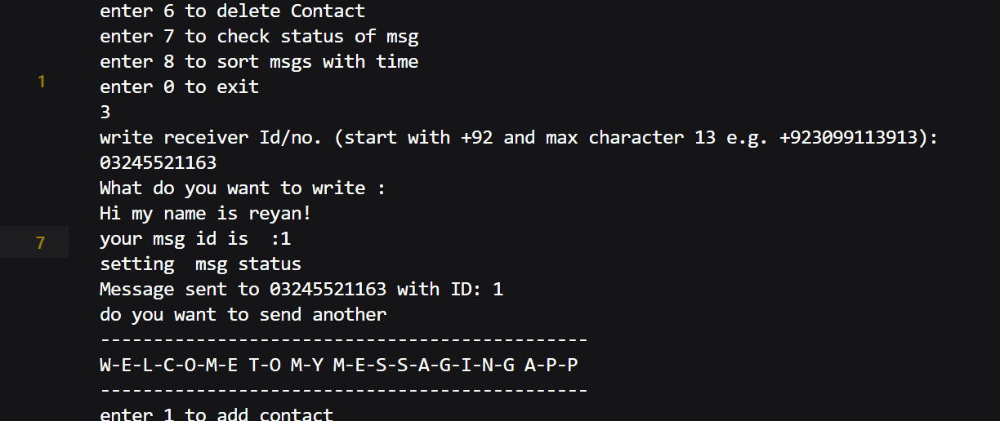 enter 6 to delete Contact
enter 7 to check status of msg
enter 8 to sort msgs with time
1
enter 0 to exit
3
write receiver Id/no. (start with +92 and max character 13 e.g. +923099113913):
03245521163
What do you want to write :
Hi my name is reyan!
7
your msg id is  :1
setting  msg status
Message sent to 03245521163 with ID: 1
do you want to send another
----------------------------------------------
W-E-L-C-O-M-E T-O M-Y M-E-S-S-A-G-I-N-G A-P-P
----------------------------------------------
enter 1 to add contact